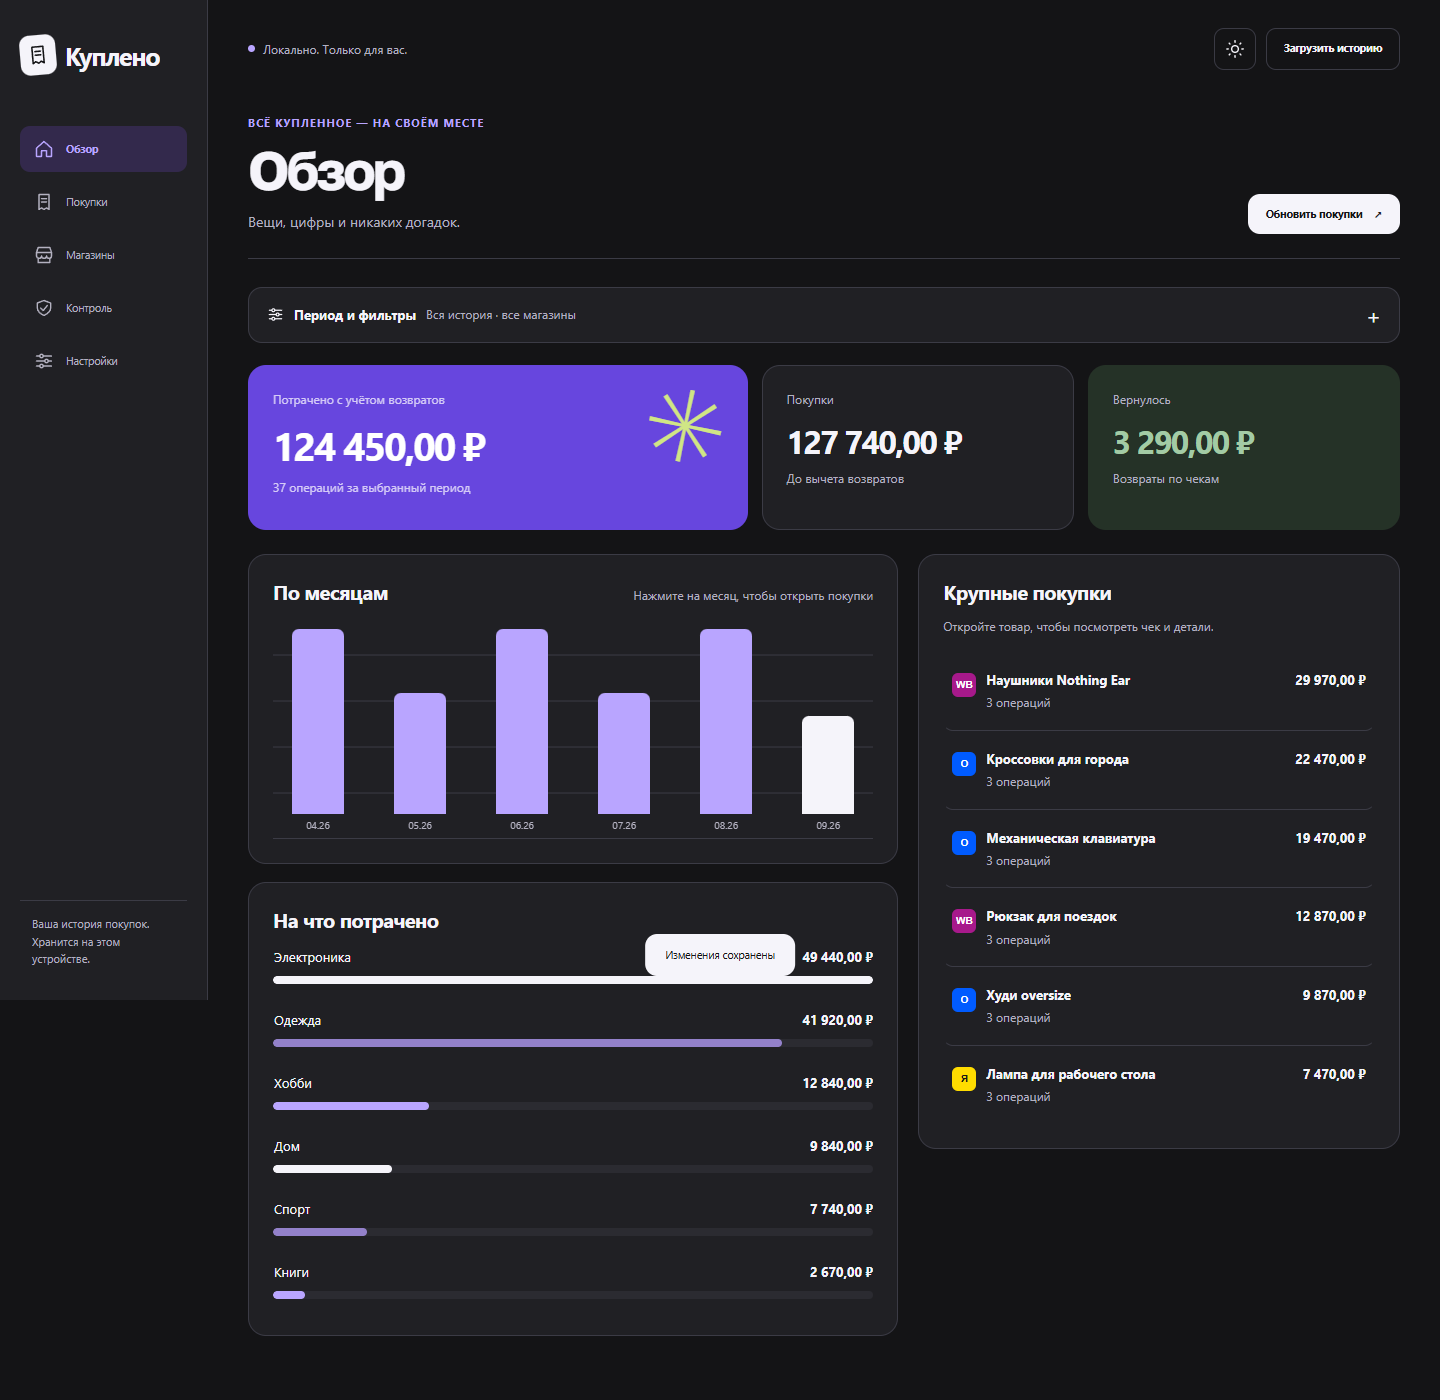 Куплено
Обзор
Покупки
Магазины
Контроль
Настройки
Ваша история покупок.
Хранится на этом
устройстве.
Локально. Только для вас.
Загрузить историю
ВСЁ КУПЛЕННОЕ — НА СВОЁМ МЕСТЕ
Обзор
Вещи, цифры и никаких догадок.
Обновить покупки ↗
Период и фильтры Вся история · все магазины +
Потрачено с учётом возвратов
124 450,00 ₽
37 операций за выбранный период
Покупки
127 740,00 ₽
До вычета возвратов
Вернулось
3 290,00 ₽
Возвраты по чекам
По месяцам
Нажмите на месяц, чтобы открыть покупки
04.26 05.26 06.26 07.26 08.26 09.26
На что потрачено
Изменения сохранены
Электроника 49 440,00 ₽
Одежда 41 920,00 ₽
Хобби 12 840,00 ₽
Дом 9 840,00 ₽
Спорт 7 740,00 ₽
Книги 2 670,00 ₽
Крупные покупки
Откройте товар, чтобы посмотреть чек и детали.
WB Наушники Nothing Ear 29 970,00 ₽
3 операций
O Кроссовки для города 22 470,00 ₽
3 операций
O Механическая клавиатура 19 470,00 ₽
3 операций
WB Рюкзак для поездок 12 870,00 ₽
3 операций
O Худи oversize 9 870,00 ₽
3 операций
Я Лампа для рабочего стола 7 470,00 ₽
3 операций